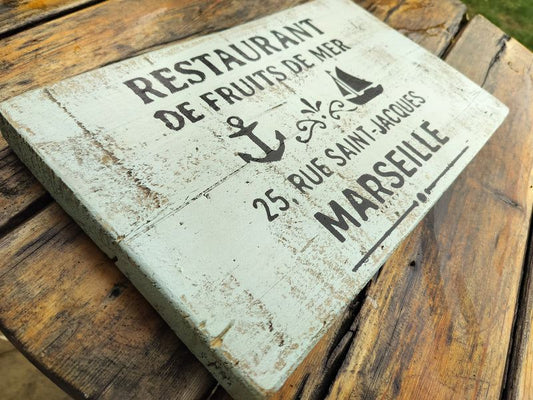 RESTAURANT
DE FRUITS DE MER
25, RUE SAINT-JACQUES
MARSEILLE